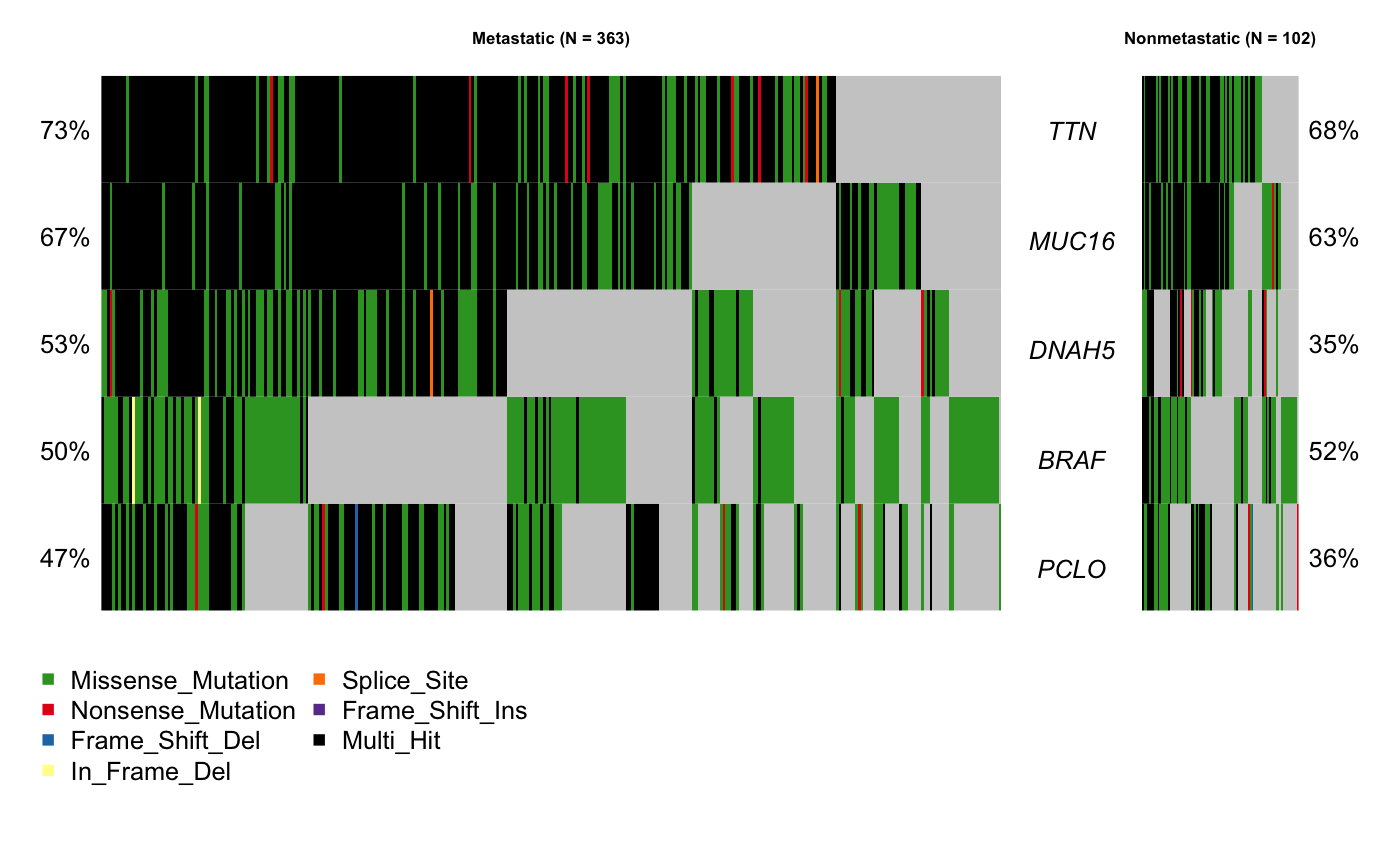 Metastatic (N = 363)
Nonmetastatic (N = 102)
73%
TTN
68%
67%
MUC16
63%
53%
DNAH5
35%
50%
BRAF
52%
47%
PCLO
36%
Missense_Mutation
Splice_Site
Nonsense_Mutation
Frame_Shift_Ins
Frame_Shift_Del
Multi_Hit
In_Frame_Del